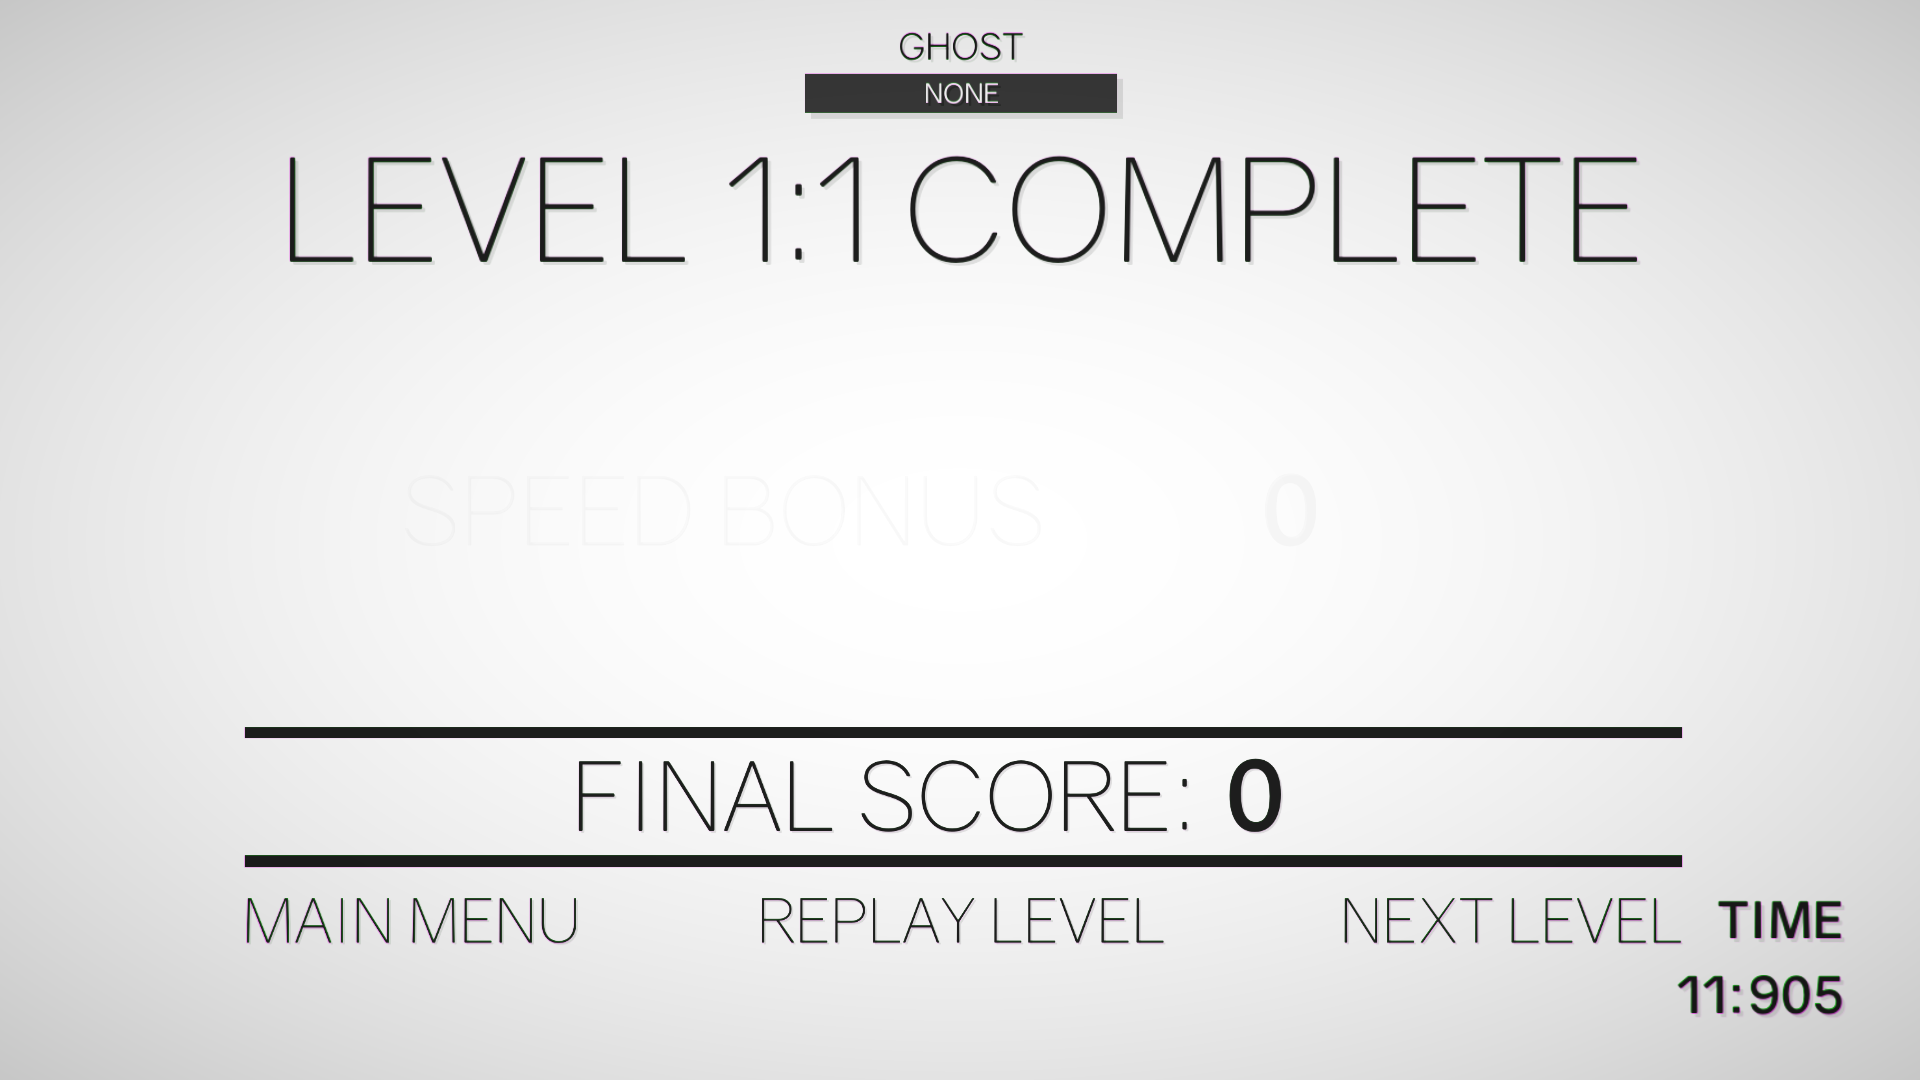 GHOST
NONE
LEVEL 1:1 COMPLETE
SPEED BONUS 0
FINAL SCORE: 0
MAIN MENU REPLAY LEVEL NEXT LEVEL TIME
11:905